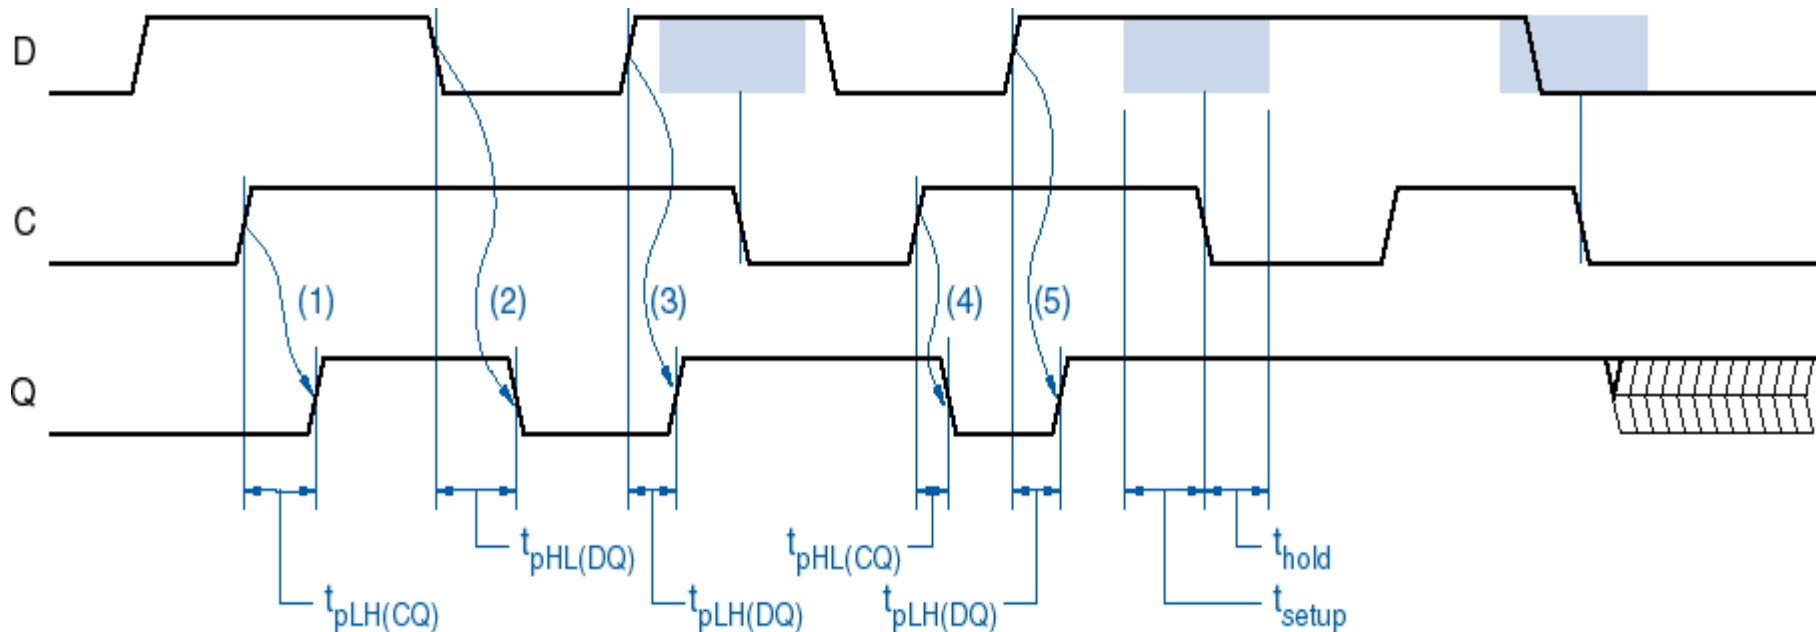 D
C
(1) (2) (3) (4) (5)
Q
tpHL(DQ) tpHL(CQ) thold
tpLH(CQ) tpLH(DQ) tpLH(DQ) tsetup